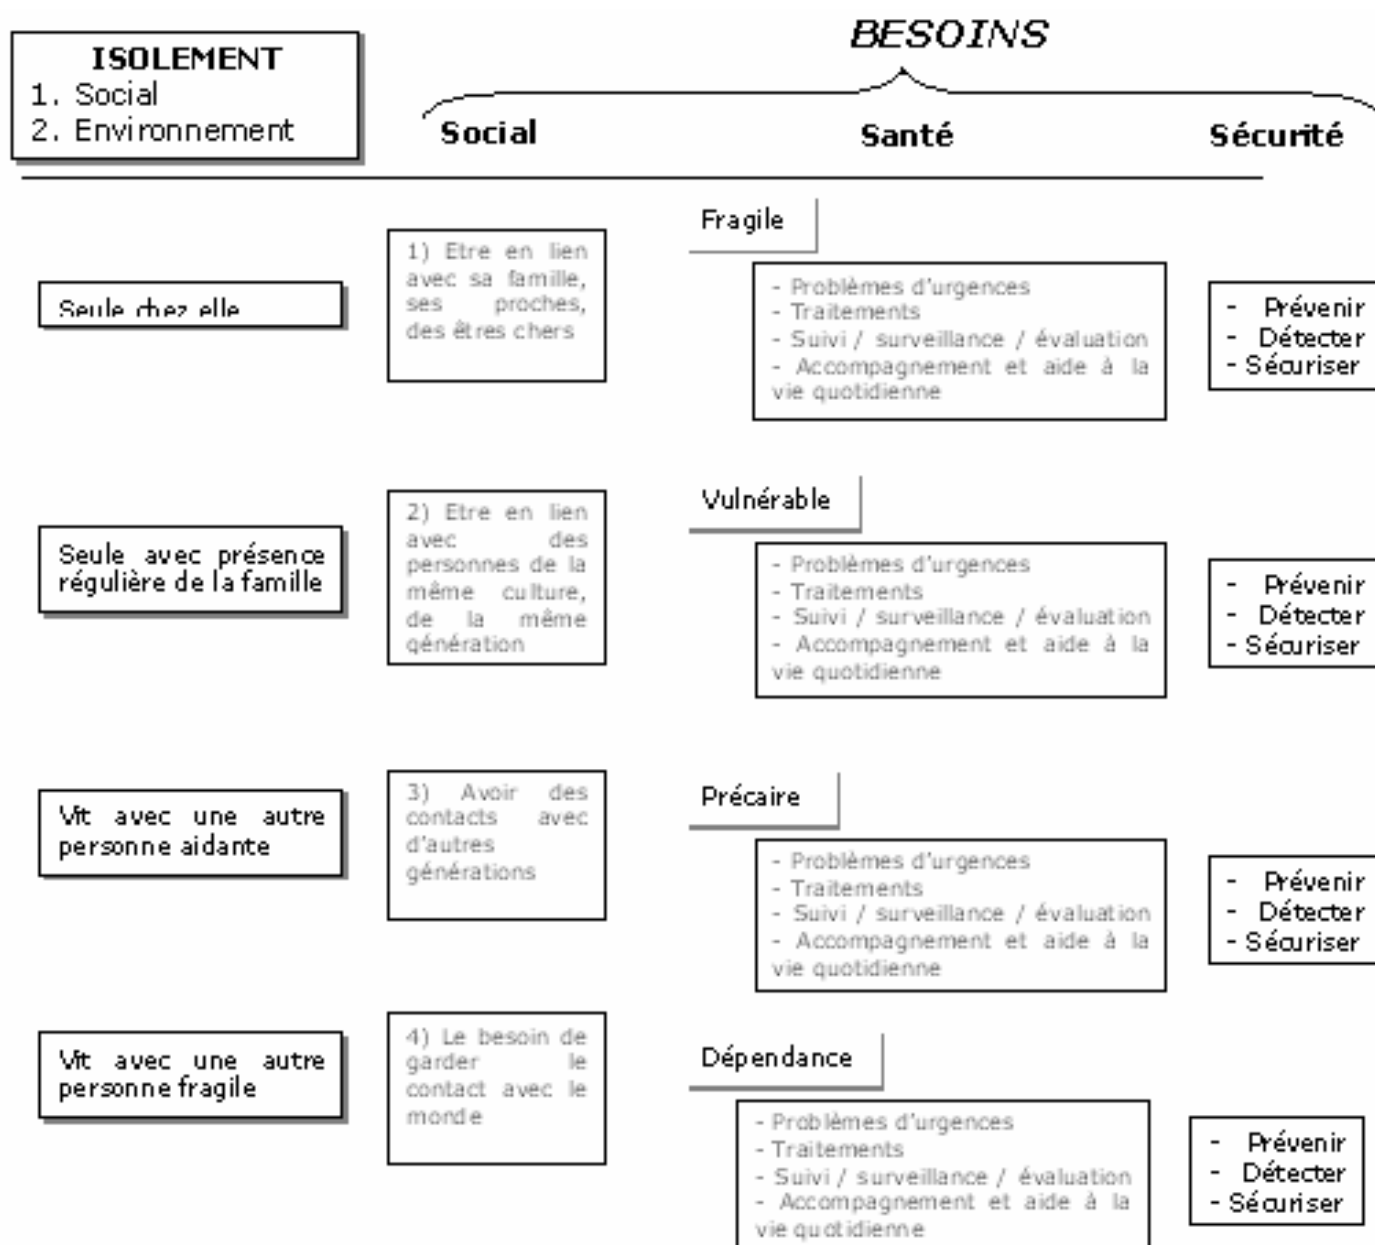 ISOLEMENT
1. Social
2. Environnement
BESOINS
Social
Santé
Sécurité
Seule chez elle
1) Etre en lien
avec sa famille,
ses proches,
des êtres chers
Fragile
- Problèmes d'urgences
- Traitements
- Suivi / surveillance / évaluation
- Accompagnement et aide à la
vie quotidienne
- Prévenir
- Détecter
- Sécuriser
Seule avec présence
régulière de la famille
2) Etre en lien
avec des
personnes de la
même culture,
de la même
génération
Vulnérable
- Problèmes d'urgences
- Traitements
- Suivi / surveillance / évaluation
- Accompagnement et aide à la
vie quotidienne
- Prévenir
- Détecter
- Sécuriser
Vit avec une autre
personne aidante
3) Avoir des
contacts avec
d'autres
générations
Précaire
- Problèmes d'urgences
- Traitements
- Suivi / surveillance / évaluation
- Accompagnement et aide à la
vie quotidienne
- Prévenir
- Détecter
- Sécuriser
Vit avec une autre
personne fragile
4) Le besoin de
garder le
contact avec le
monde
Dépendance
- Problèmes d'urgences
- Traitements
- Suivi / surveillance / évaluation
- Accompagnement et aide à la
vie quotidienne
- Prévenir
- Détecter
- Sécuriser